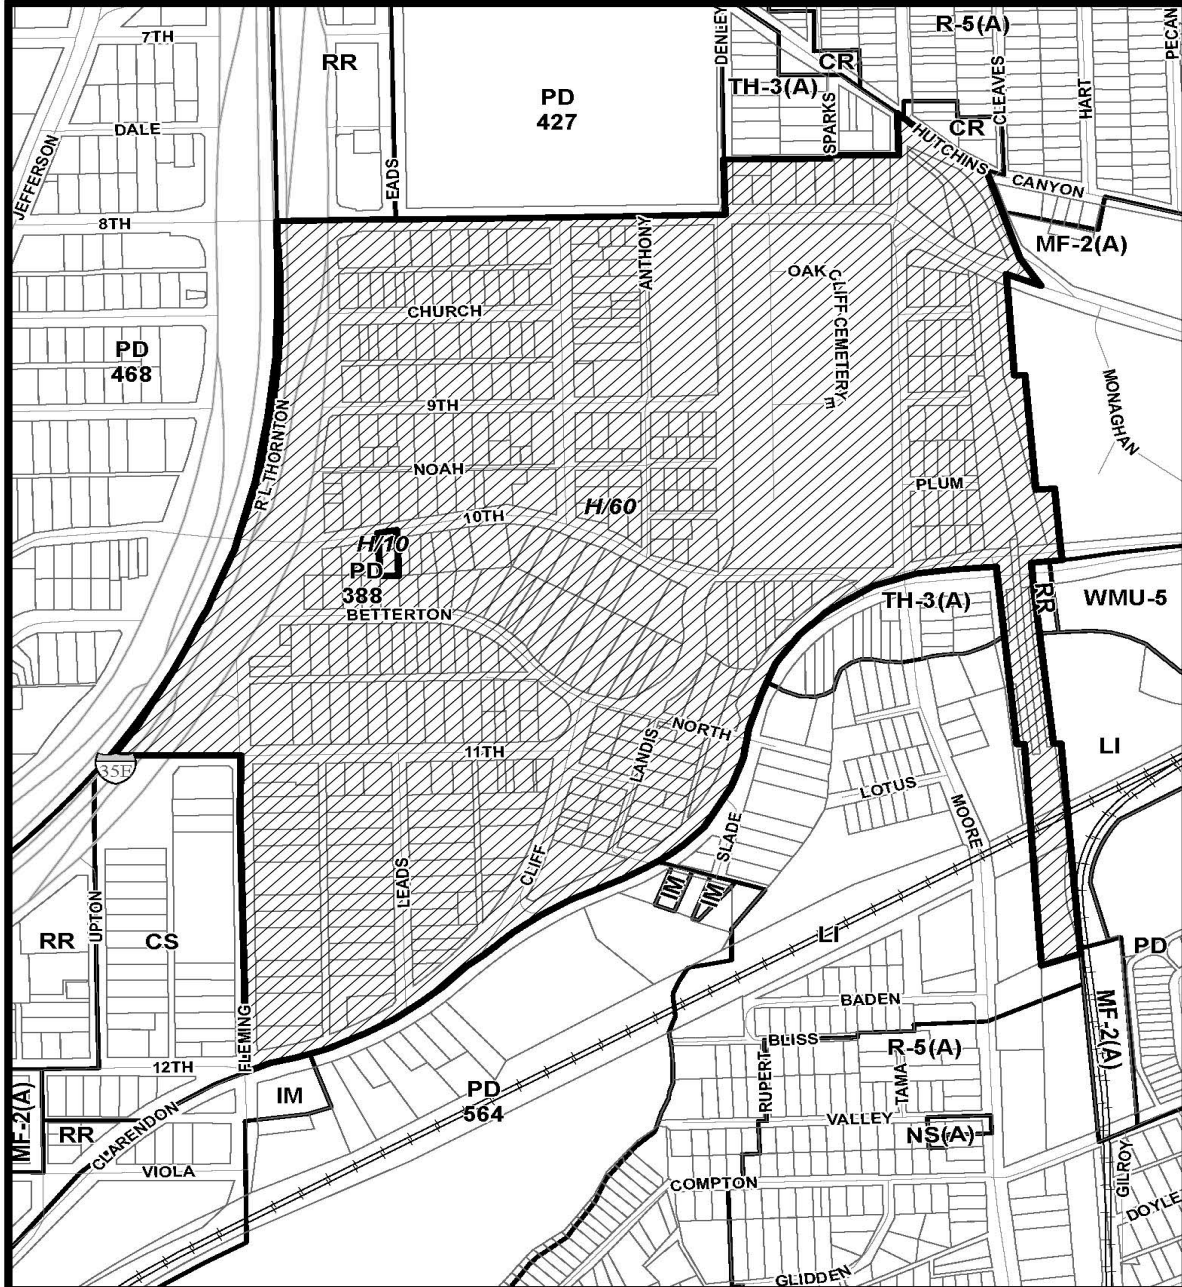 7TH
RR
PD
427
DENLEY
R-5(A)
PECAN
CR
TH-3(A)
SPARKS
CLEAVES
HART
CR
DALE
JEFFERSON
EADS
HUTCHINS
CANYON
8TH
MF-2(A)
ANTHONY
OAK CLIFF CEMETERY
E
CHURCH
PD
468
MONAGHAN
9TH
R L THORNTON
NOAH
PLUM
H/60
10TH
H/10
PD
388
BETTERTON
TH-3(A)
RR
WMU-5
NORTH
11TH
LANDIS
LI
35E
LOTUS
MOORE
SLADE
CLIFF
LEADS
IM
IM
UPTON
RR
CS
LI
PD
BADEN
MF-2(A)
FLEMING
BLISS
R-5(A)
12TH
RUPERT
TAMA
PD
564
IM
MF-2(A)
VALLEY
NS(A)
RR
CLARENDON
VIOLA
COMPTON
GILROY
DOYLE
GLIDDEN